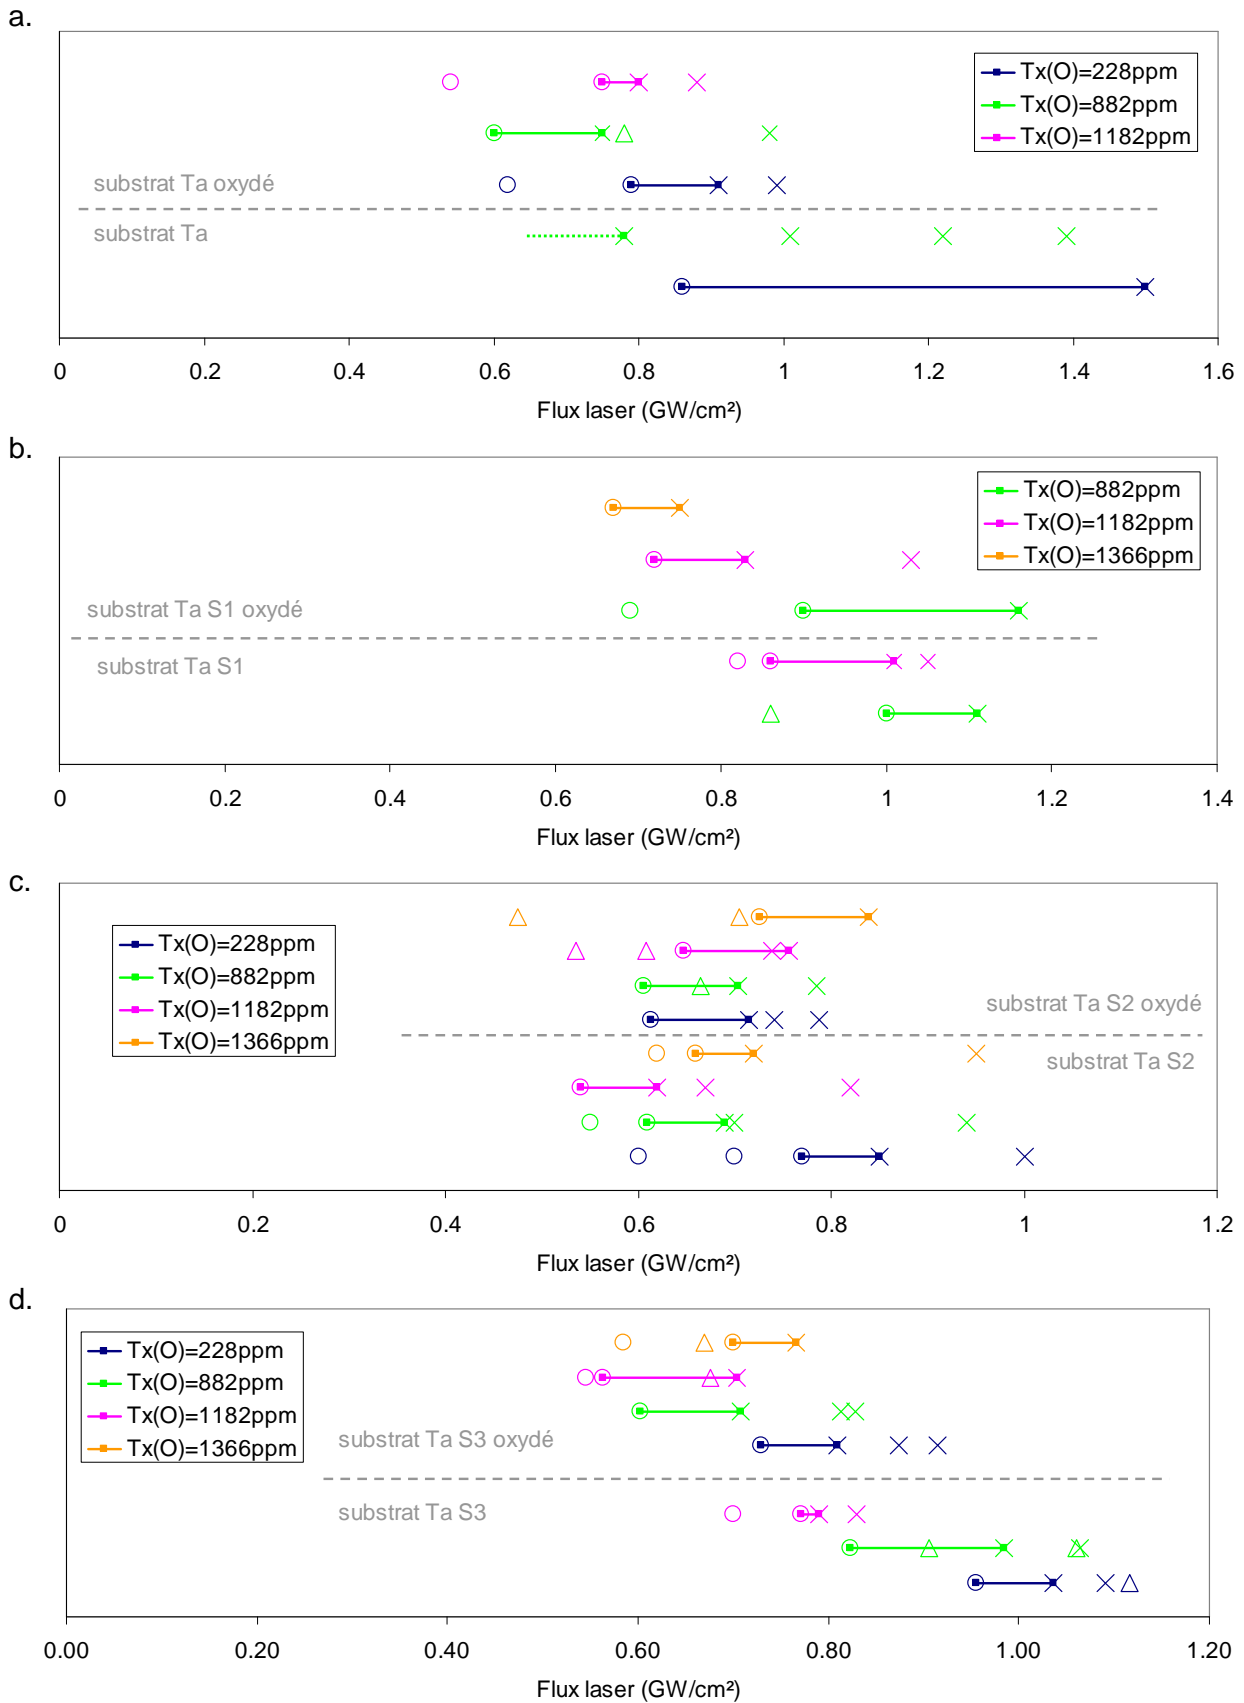 a.
Tx(O)=228ppm
Tx(O)=882ppm
Tx(O)=1182ppm
substrat Ta oxydé
substrat Ta
0 0.2 0.4 0.6 0.8 1 1.2 1.4 1.6
Flux laser (GW/cm²)
b.
Tx(O)=882ppm
Tx(O)=1182ppm
Tx(O)=1366ppm
substrat Ta S1 oxydé
substrat Ta S1
0 0.2 0.4 0.6 0.8 1 1.2 1.4
Flux laser (GW/cm²)
c.
Tx(O)=228ppm
Tx(O)=882ppm
Tx(O)=1182ppm
Tx(O)=1366ppm
substrat Ta S2 oxydé
substrat Ta S2
0 0.2 0.4 0.6 0.8 1 1.2
Flux laser (GW/cm²)
d.
Tx(O)=228ppm
Tx(O)=882ppm
Tx(O)=1182ppm
Tx(O)=1366ppm
substrat Ta S3 oxydé
substrat Ta S3
0.00 0.20 0.40 0.60 0.80 1.00 1.20
Flux laser (GW/cm²)